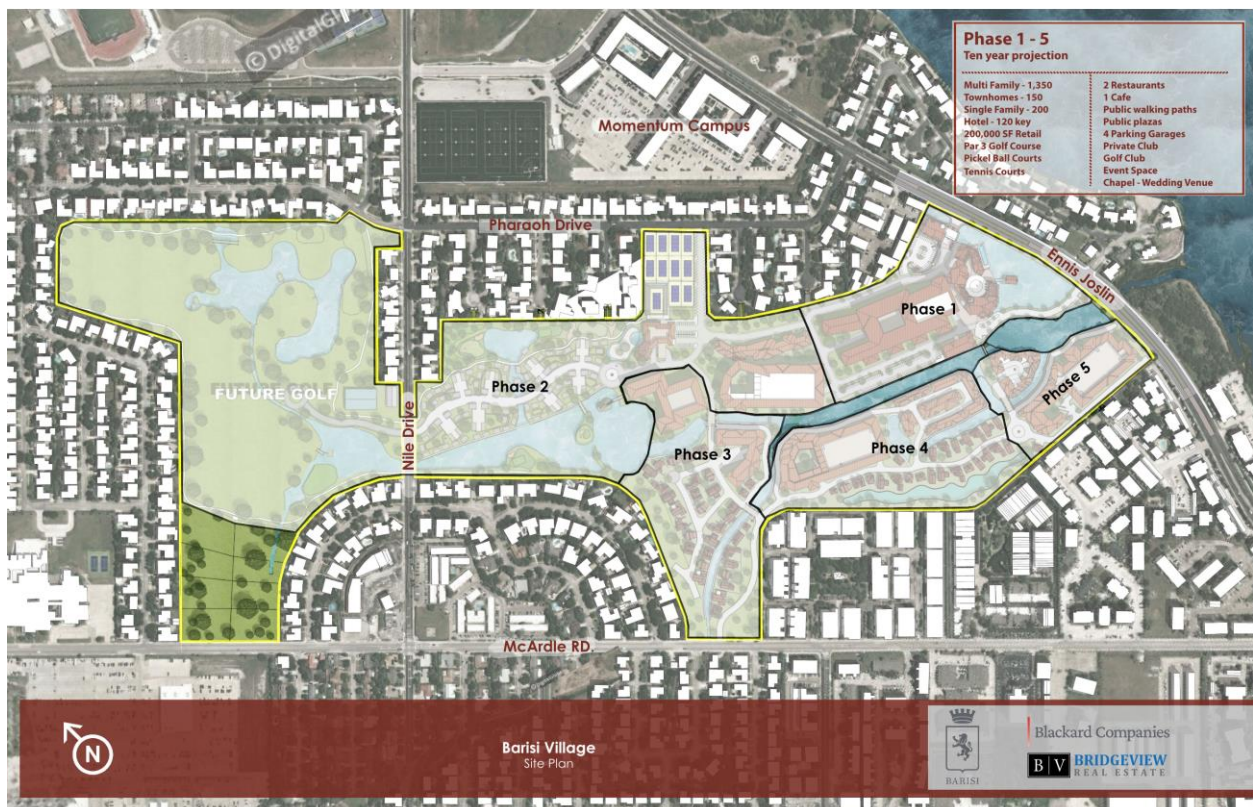 © DigitalGl
Phase 1 - 5
Ten year projection
Multi Family - 1,350
Townhomes - 150
Single Family - 200
Hotel - 120 key
200,000 SF Retail
Par 3 Golf Course
Pickel Ball Courts
Tennis Courts
2 Restaurants
1 Cafe
Public walking paths
Public plazas
4 Parking Garages
Private Club
Golf Club
Event Space
Chapel - Wedding Venue
Momentum Campus
Pharaoh Drive
Ennis Joslin
Phase 1
Phase 5
Phase 2
FUTURE GOLF
Nile Drive
Phase 3
Phase 4
McArdle RD.
N
Barisi Village
Site Plan
BARISI
Blackard Companies
BV BRIDGEVIEW
REAL ESTATE